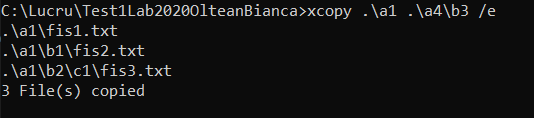 C:\Lucru\Test1Lab2020OlteanBianca>xcopy .\a1 .\a4\b3 /e
.\a1\fis1.txt
.\a1\b1\fis2.txt
.\a1\b2\c1\fis3.txt
3 File(s) copied